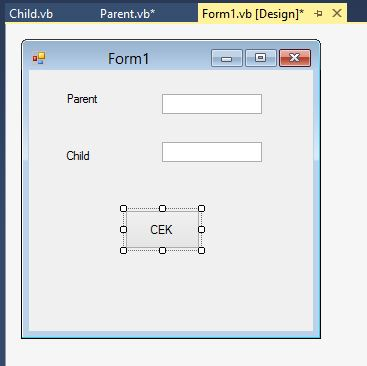 Child.vb Parent.vb* Form1.vb [Design]*
Form1
Parent
Child
CEK